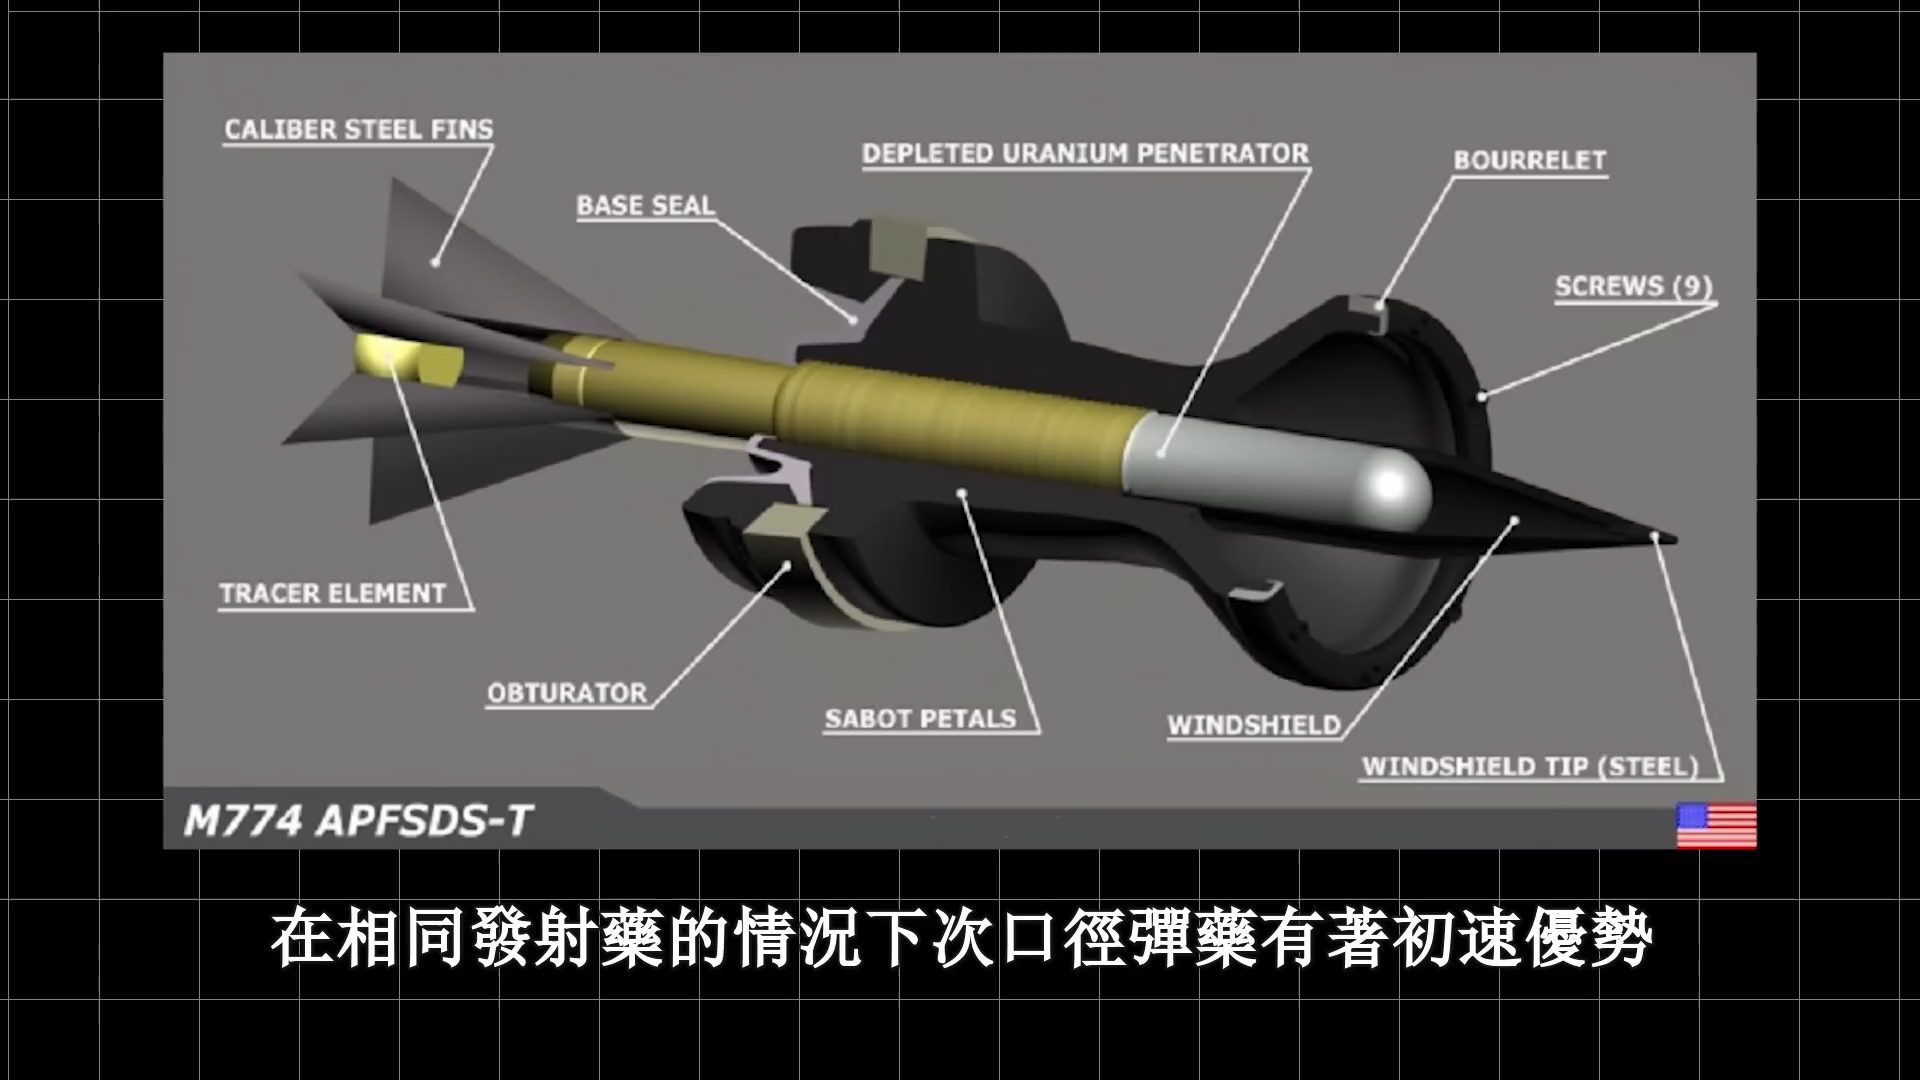 CALIBER STEEL FINS
DEPLETED URANIUM PENETRATOR
BOURRELET
BASE SEAL
SCREWS (9)
TRACER ELEMENT
OBTURATOR
SABOT PETALS
WINDSHIELD
WINDSHIELD TIP (STEEL)
M774 APFSDS-T
在相同發射藥的情況下次口徑彈藥有著初速優勢